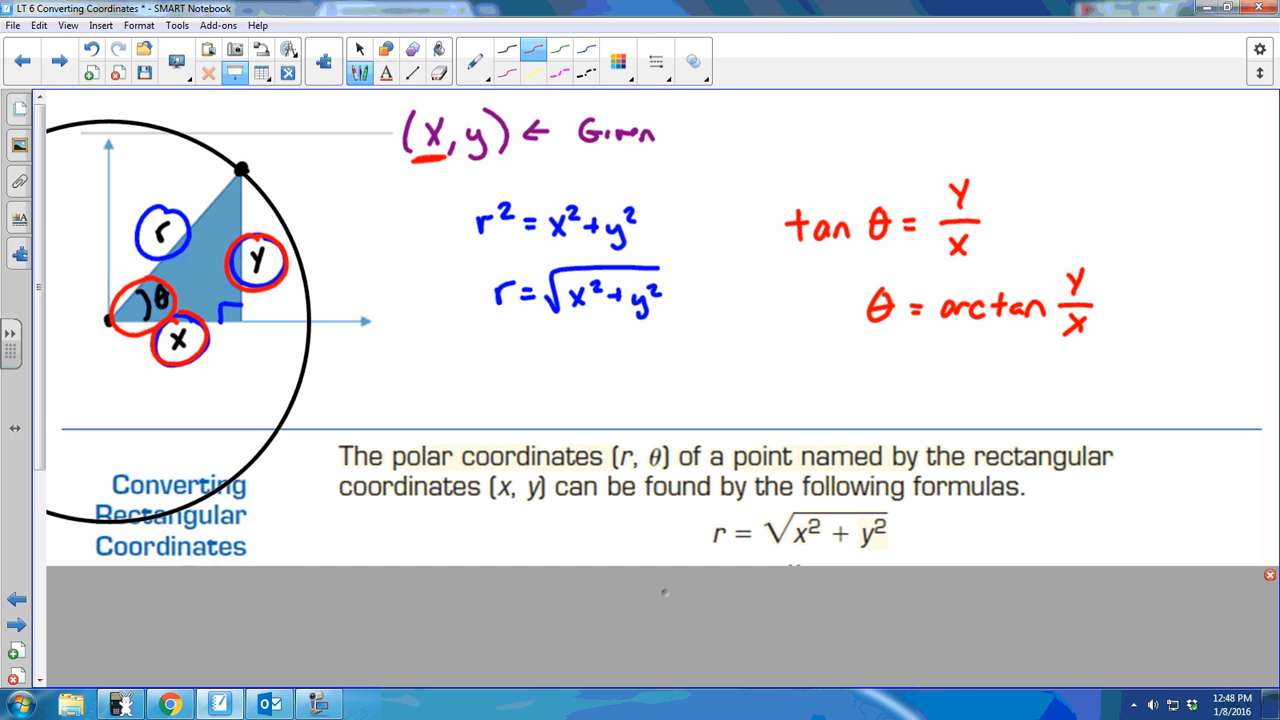 LT 6 Converting Coordinates * - SMART Notebook
File Edit View Insert Format Tools Add-ons Help
(x, y) ← Given
r² = x² + y²
r = √x² + y²
tan θ = y/x
θ = arctan y/x
r
y
θ
x
Converting
Rectangular
Coordinates
The polar coordinates (r, θ) of a point named by the rectangular
coordinates (x, y) can be found by the following formulas.
r = √x² + y²
12:48 PM
1/8/2016